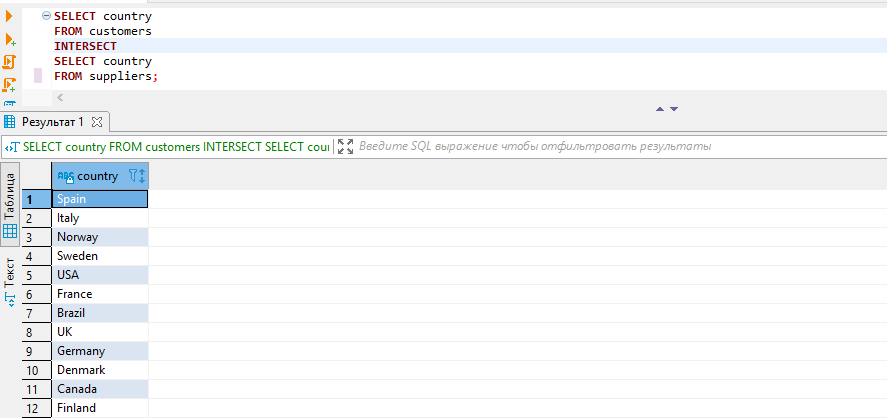 SELECT country
FROM customers
INTERSECT
SELECT country
FROM suppliers;
Результат 1
SELECT country FROM customers INTERSECT SELECT cour
Введите SQL выражение чтобы отфильтровать результаты
Таблица
Текст
ABC country
1 Spain
2 Italy
3 Norway
4 Sweden
5 USA
6 France
7 Brazil
8 UK
9 Germany
10 Denmark
11 Canada
12 Finland